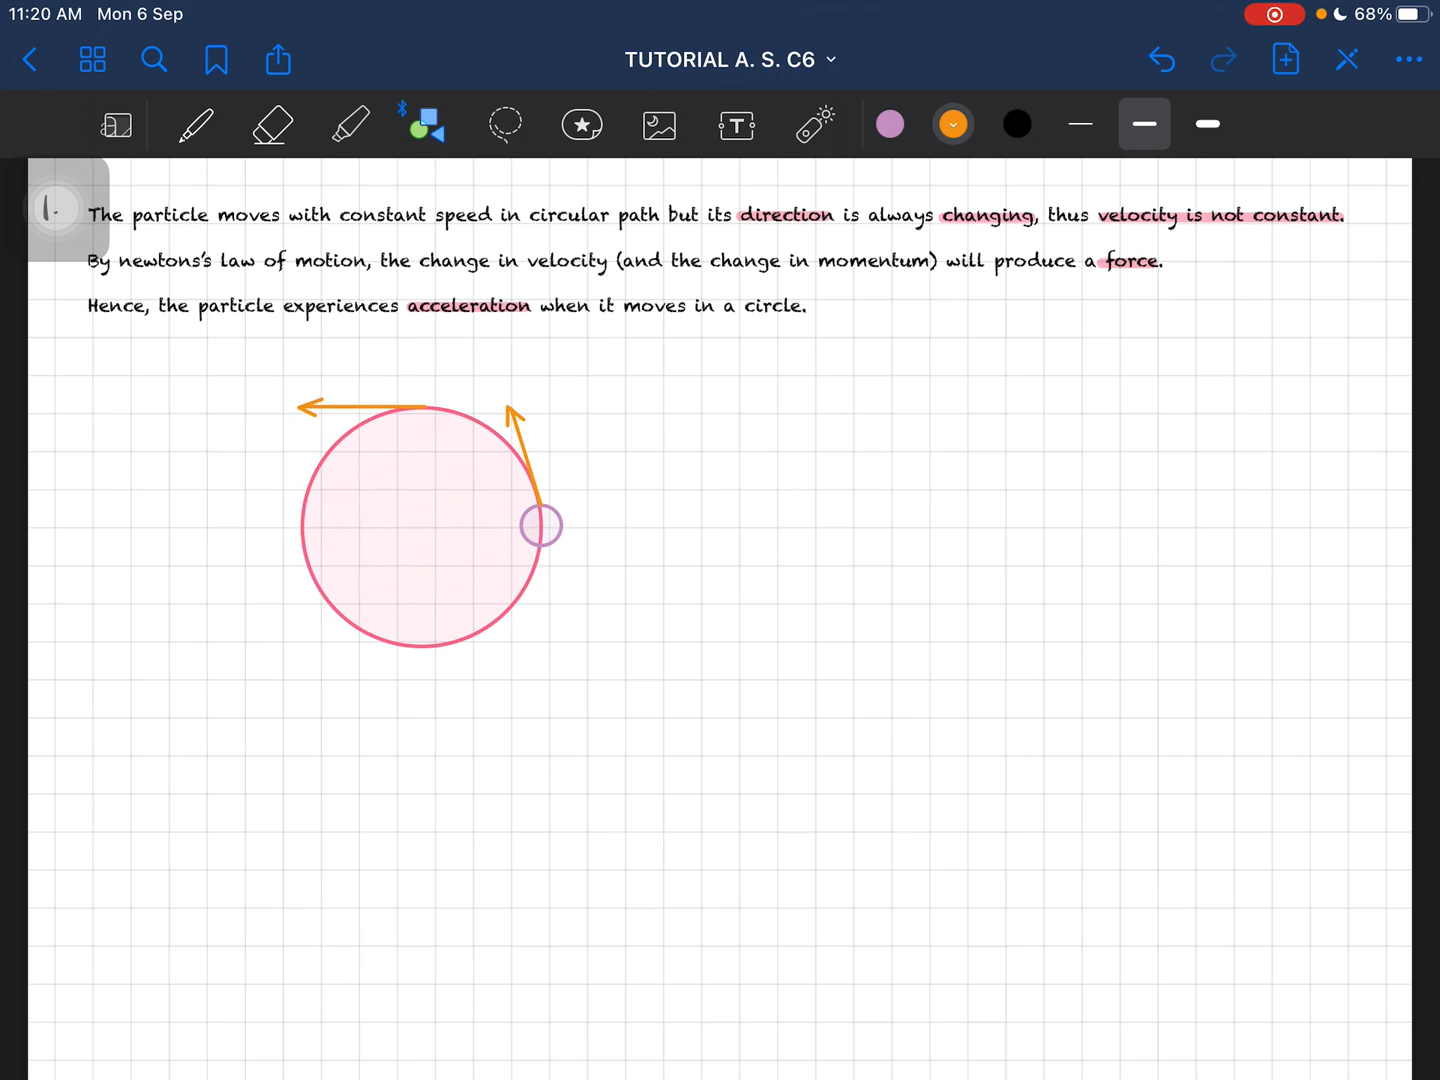 11:20 AM Mon 6 Sep
68%
TUTORIAL A. S. C6
T
1. The particle moves with constant speed in circular path but its direction is always changing, thus velocity is not constant.
By newtons's law of motion, the change in velocity (and the change in momentum) will produce a force.
Hence, the particle experiences acceleration when it moves in a circle.